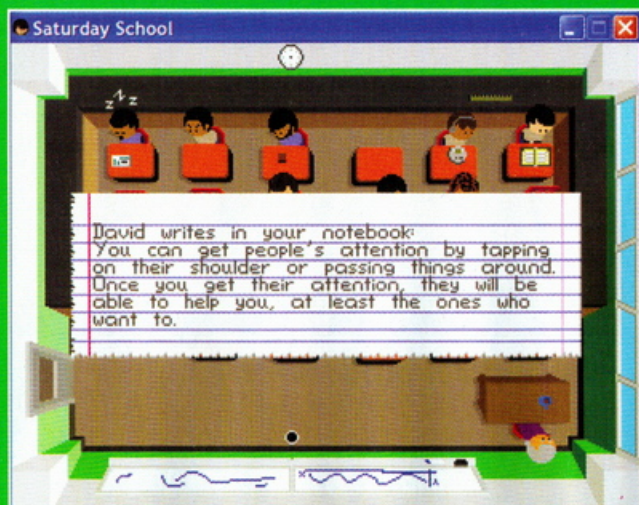 Saturday School
z z z
David writes in your notebook:
You can get people's attention by tapping
on their shoulder or passing things around.
Once you get their attention, they will be
able to help you, at least the ones who
want to.